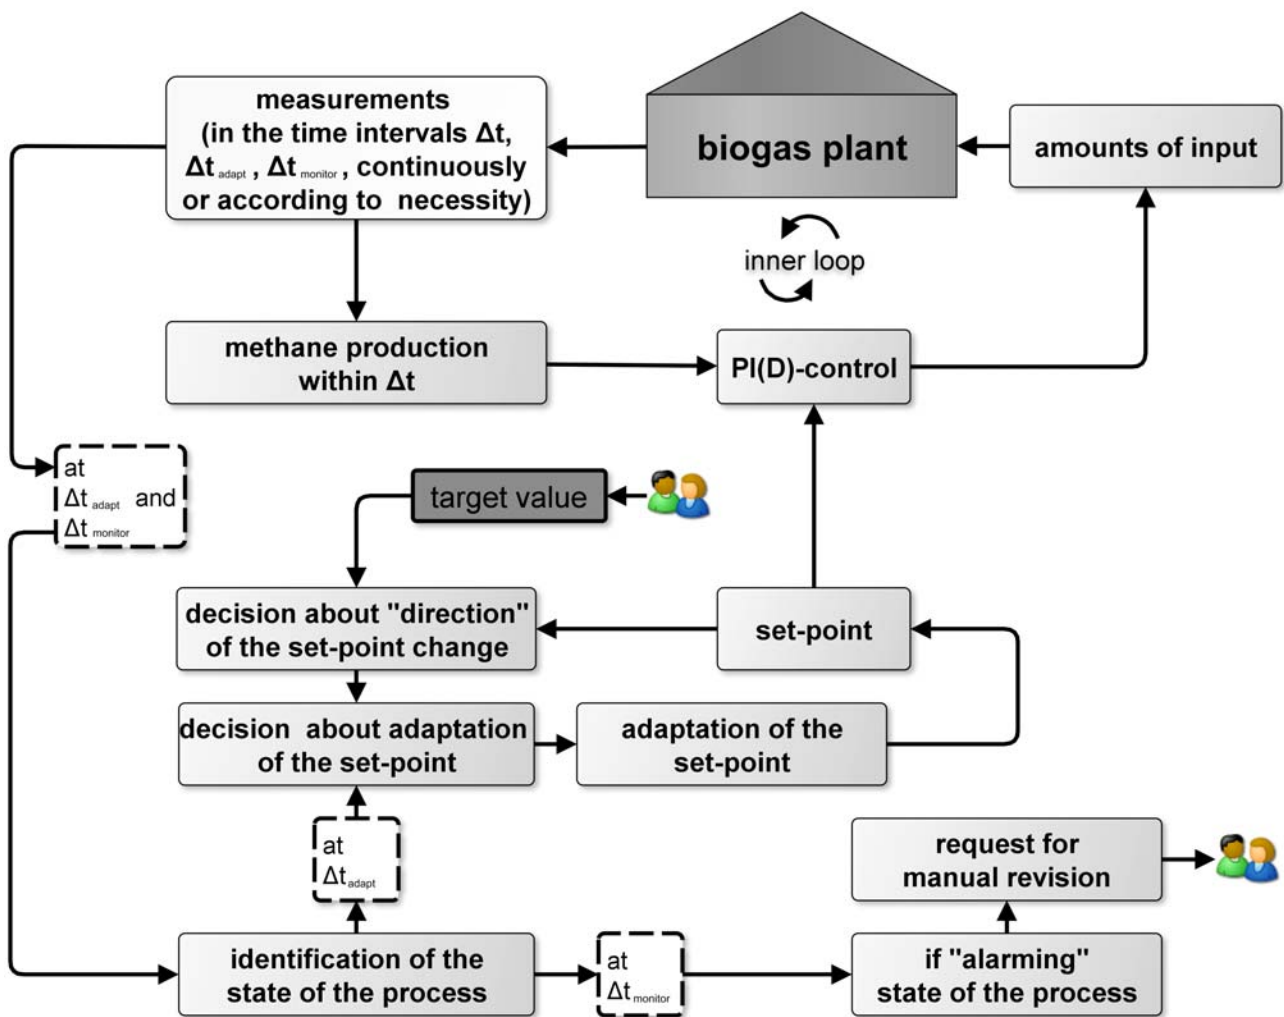 measurements
(in the time intervals Δt,
Δt adapt , Δt monitor , continuously
or according to necessity)
biogas plant
amounts of input
inner loop
methane production
within Δt
PI(D)-control
at
Δt adapt and
Δt monitor
target value
decision about "direction"
of the set-point change
set-point
decision about adaptation
of the set-point
adaptation of the
set-point
at
Δt adapt
request for
manual revision
identification of the
state of the process
at
Δt monitor
if "alarming"
state of the process